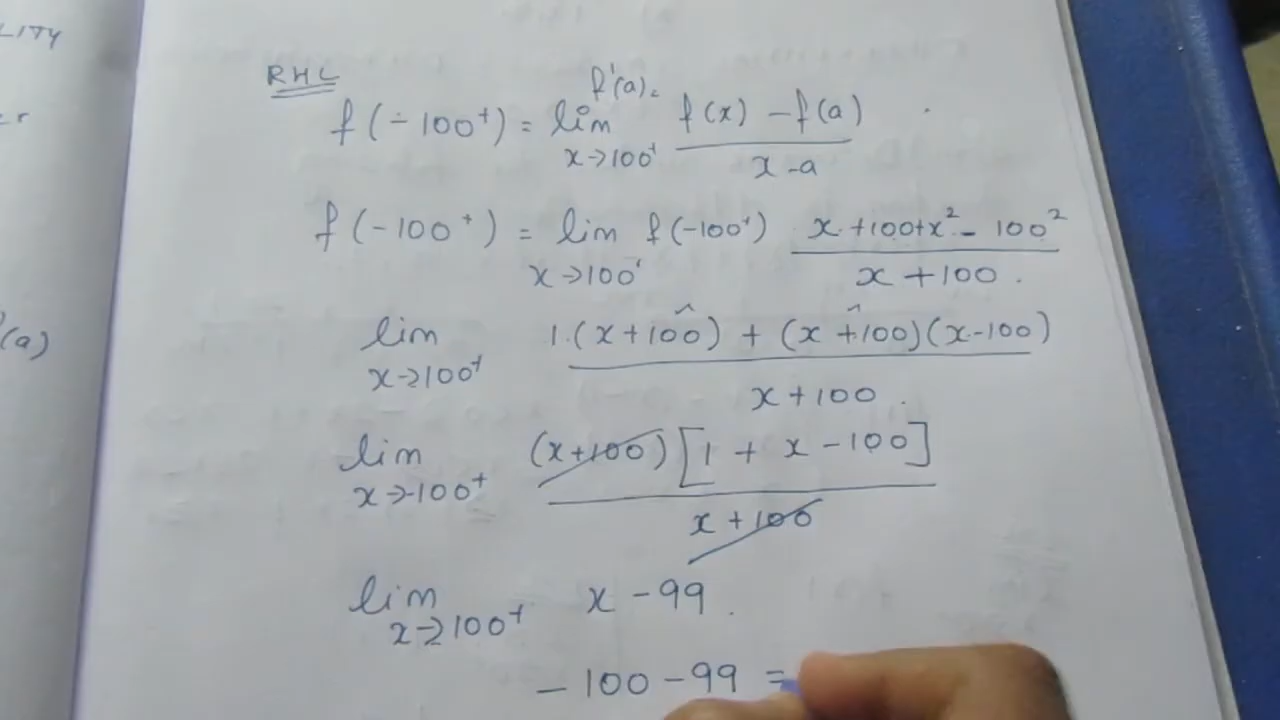 LITY
RHL
f'(a) =
f(-100⁺) = lim f(x) - f(a)
x→100⁺ x-a
f(-100⁺) = lim f(-100⁺) x+100+x² - 100²
x→100⁺ x+100.
lim 1.(x+100) + (x+100)(x-100)
x→100⁺ x+100.
(a)
lim (x+100) [1 + x - 100]
x→-100⁺ x+100
lim x - 99.
x→100⁺
- 100 - 99 =